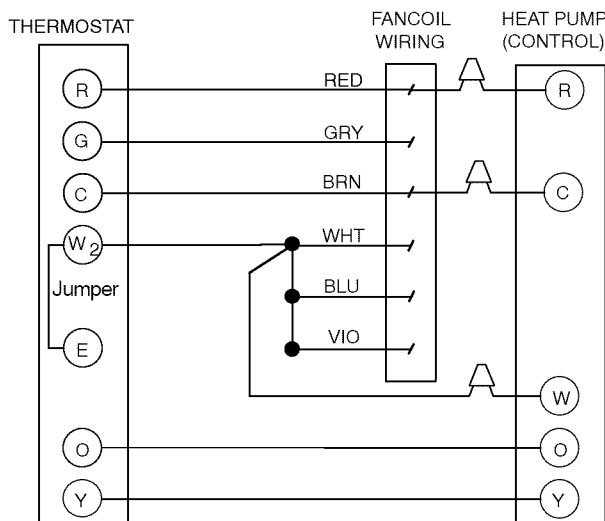 THERMOSTAT
FANCOIL
WIRING
HEAT PUMP
(CONTROL)
R
RED
R
G
GRY
C
BRN
C
W2
WHT
Jumper
BLU
E
VIO
W
O
O
Y
Y